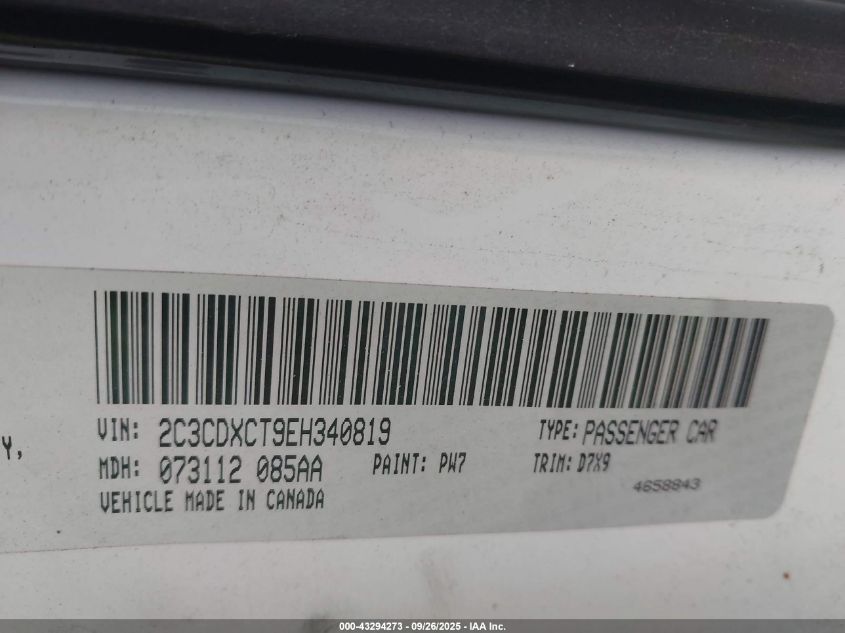 VIN: 2C3CDXCT9EH340819 TYPE: PASSENGER CAR
Y,
MDH: 073112 085AA PAINT: PW7 TRIM: D7X9
4658843
VEHICLE MADE IN CANADA
000-43294273 - 09/26/2025 - IAA Inc.